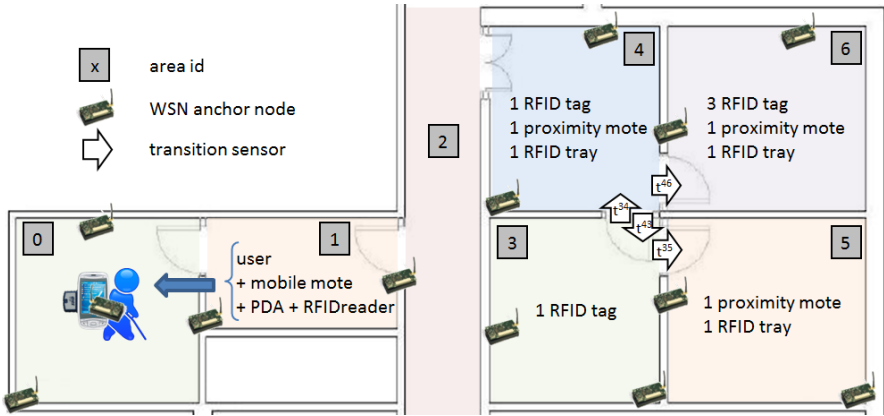 x
area id
WSN anchor node
transition sensor
0
1
user
+ mobile mote
+ PDA + RFIDreader
2
4
1 RFID tag
1 proximity mote
1 RFID tray
6
3 RFID tag
1 proximity mote
1 RFID tray
t46
t34
t43
t35
3
1 RFID tag
5
1 proximity mote
1 RFID tray